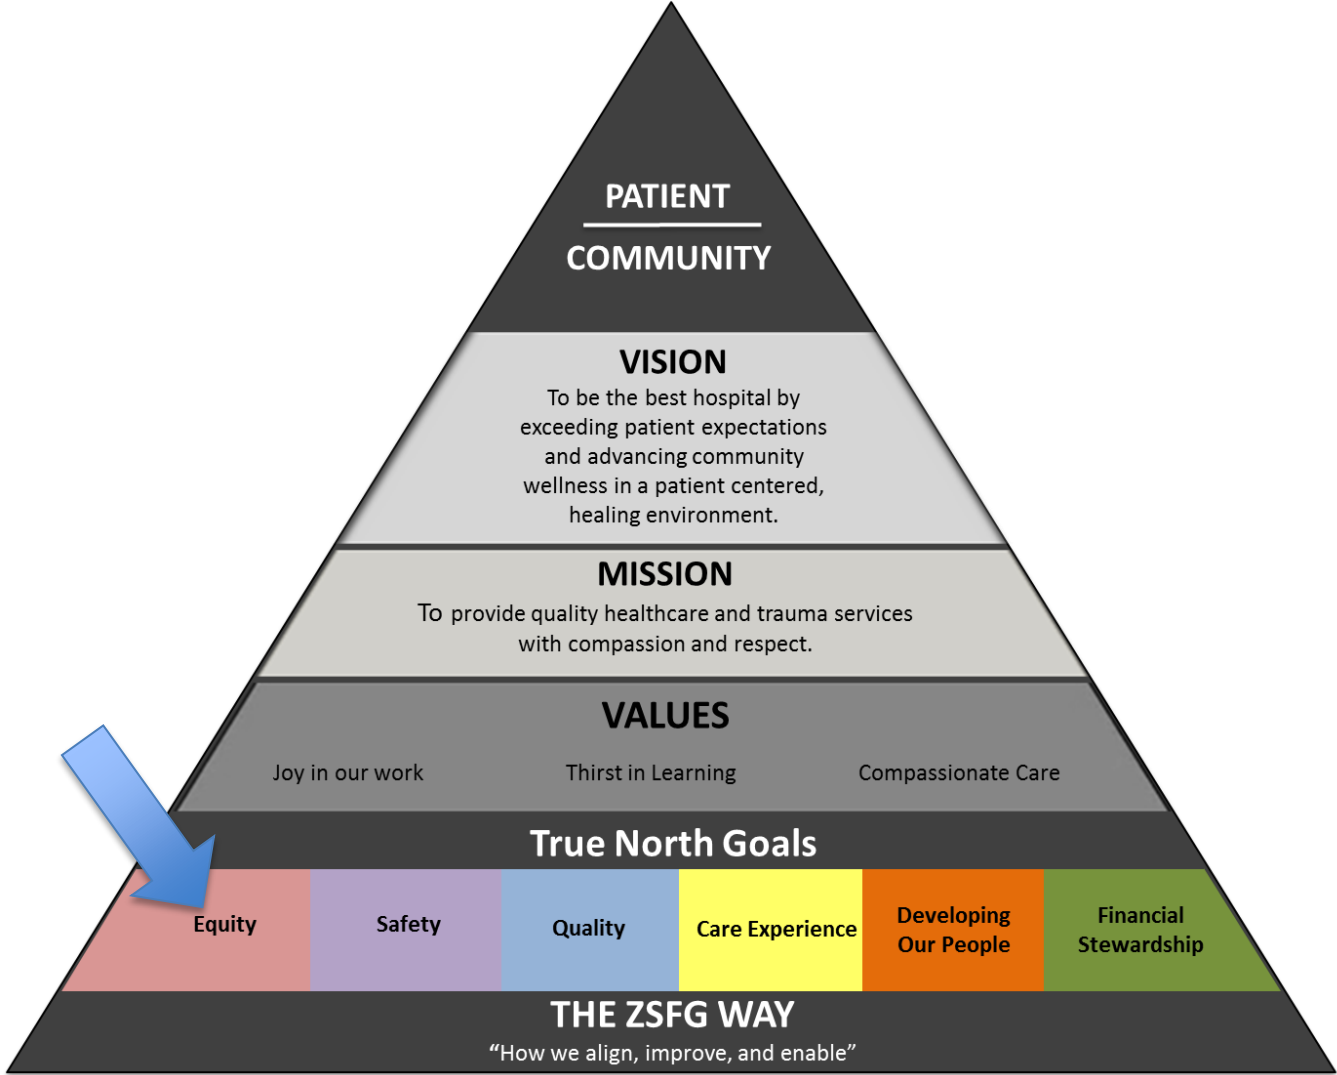 PATIENT
COMMUNITY
VISION
To be the best hospital by
exceeding patient expectations
and advancing community
wellness in a patient centered,
healing environment.
MISSION
To provide quality healthcare and trauma services
with compassion and respect.
VALUES
Joy in our work
Thirst in Learning
Compassionate Care
True North Goals
Equity
Safety
Quality
Care Experience
Developing
Our People
Financial
Stewardship
THE ZSFG WAY
“How we align, improve, and enable”